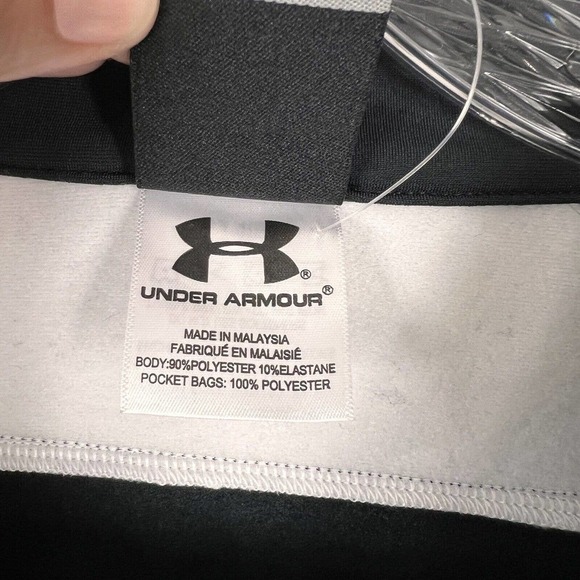 UNDER ARMOUR®
MADE IN MALAYSIA
FABRIQUÉ EN MALAISIÉ
BODY:90%POLYESTER 10%ELASTANE
POCKET BAGS: 100% POLYESTER